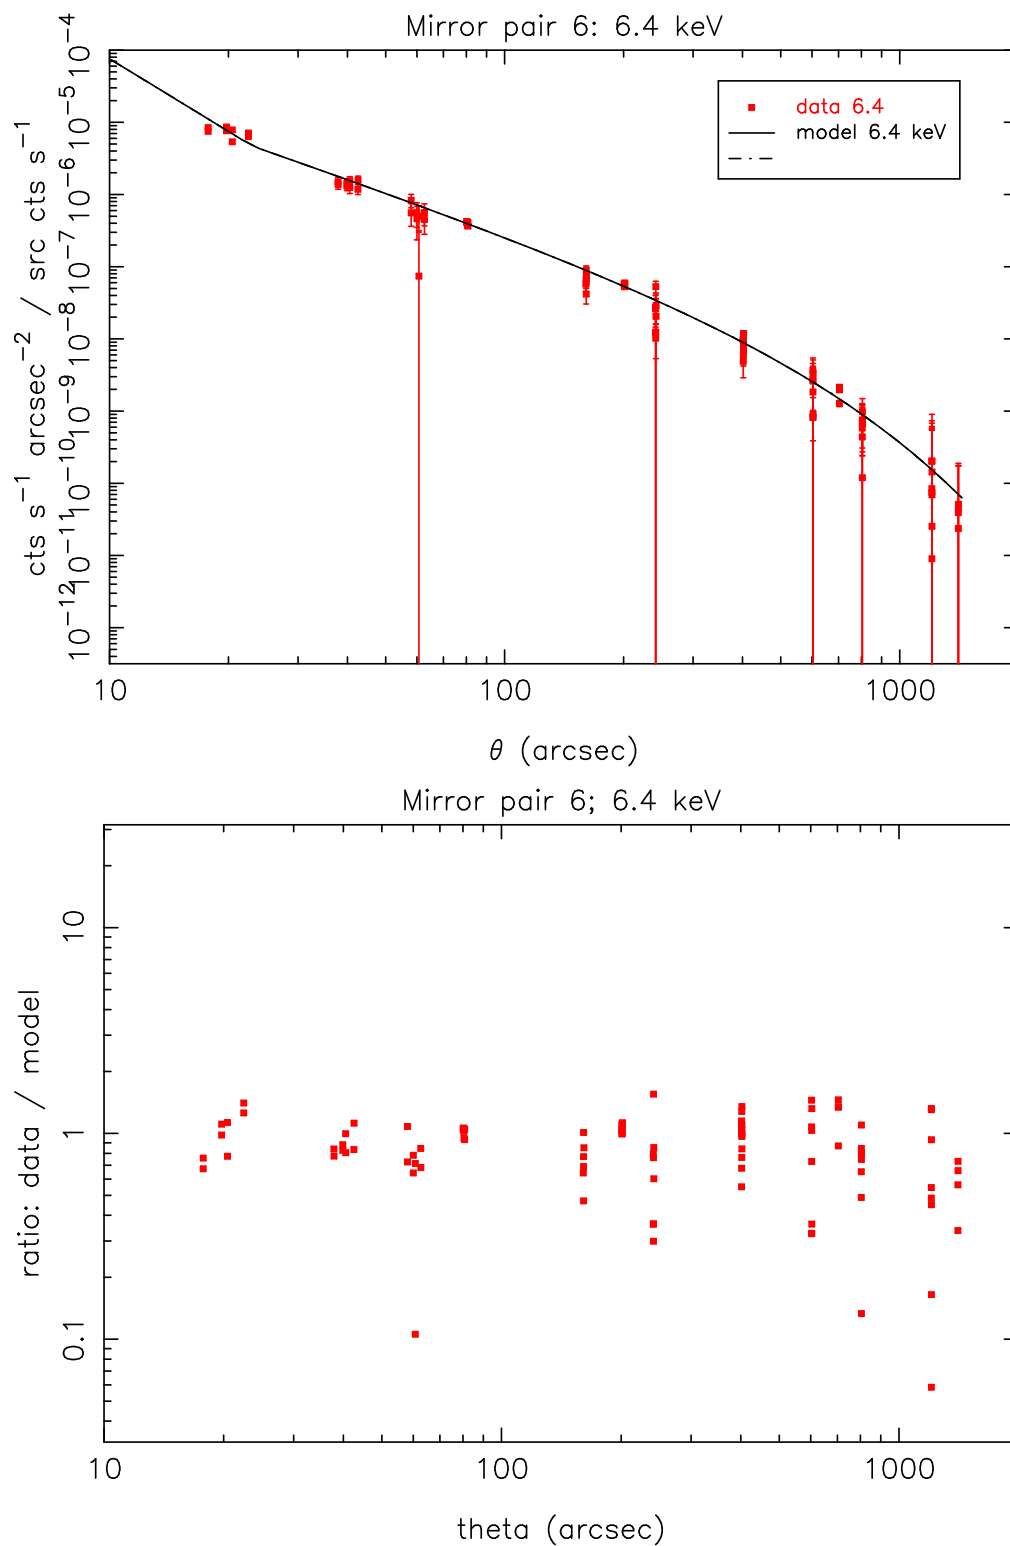 Mirror pair 6: 6.4 keV
cts s⁻¹ arcsec⁻² / src cts s⁻¹
10⁻⁴
10⁻⁵
10⁻⁶
10⁻⁷
10⁻⁸
10⁻⁹
10⁻¹⁰
10⁻¹¹
10⁻¹²
data 6.4
model 6.4 keV
10 100 1000
θ (arcsec)
Mirror pair 6; 6.4 keV
ratio: data / model
10
1
0.1
10 100 1000
theta (arcsec)